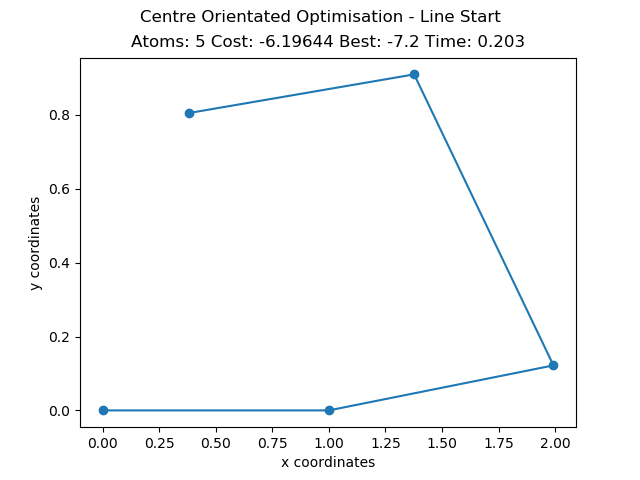 Centre Orientated Optimisation - Line Start
Atoms: 5 Cost: -6.19644 Best: -7.2 Time: 0.203
0.8
0.6
0.4
0.2
0.0
y coordinates
0.00 0.25 0.50 0.75 1.00 1.25 1.50 1.75 2.00
x coordinates